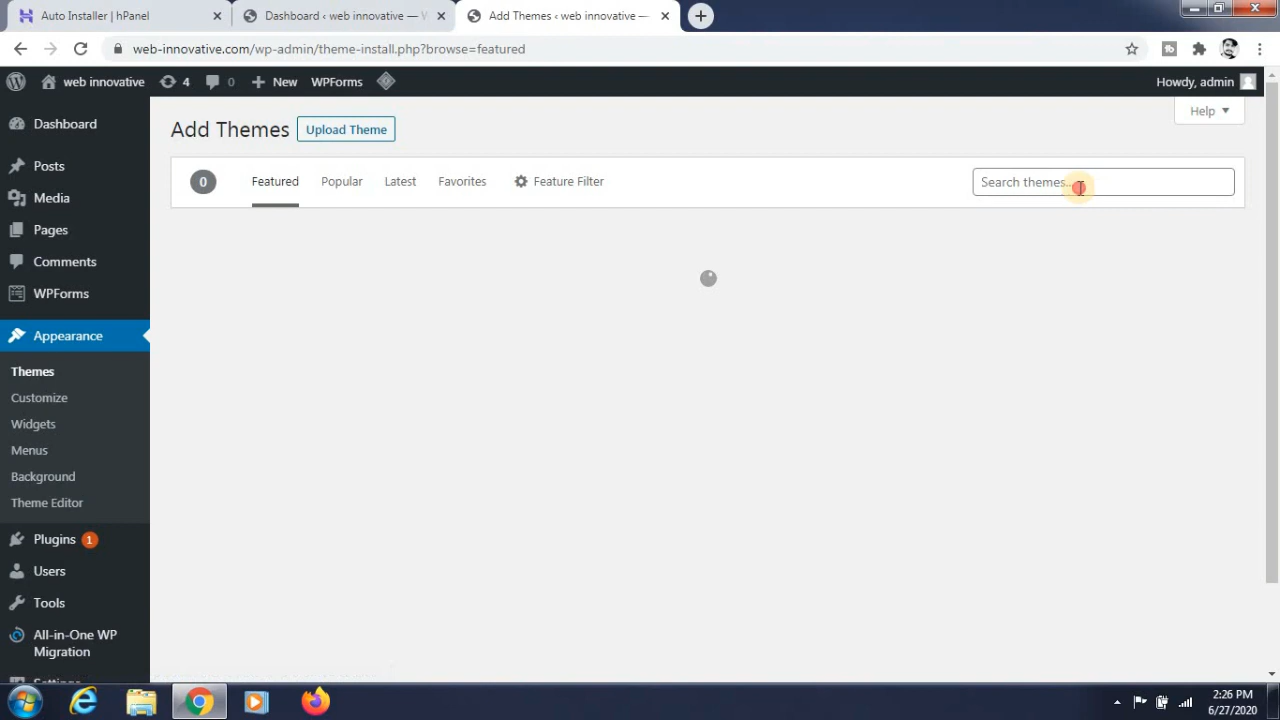 Auto Installer | hPanel
Dashboard ‹ web innovative — V
Add Themes ‹ web innovative —
web-innovative.com/wp-admin/theme-install.php?browse=featured
web innovative
4
0
New
WPForms
Howdy, admin
Help
Dashboard
Posts
Media
Pages
Comments
WPForms
Appearance
Themes
Customize
Widgets
Menus
Background
Theme Editor
Plugins 1
Users
Tools
All-in-One WP
Migration
Settings
Add Themes
Upload Theme
0
Featured
Popular
Latest
Favorites
Feature Filter
Search themes...
2:26 PM
6/27/2020